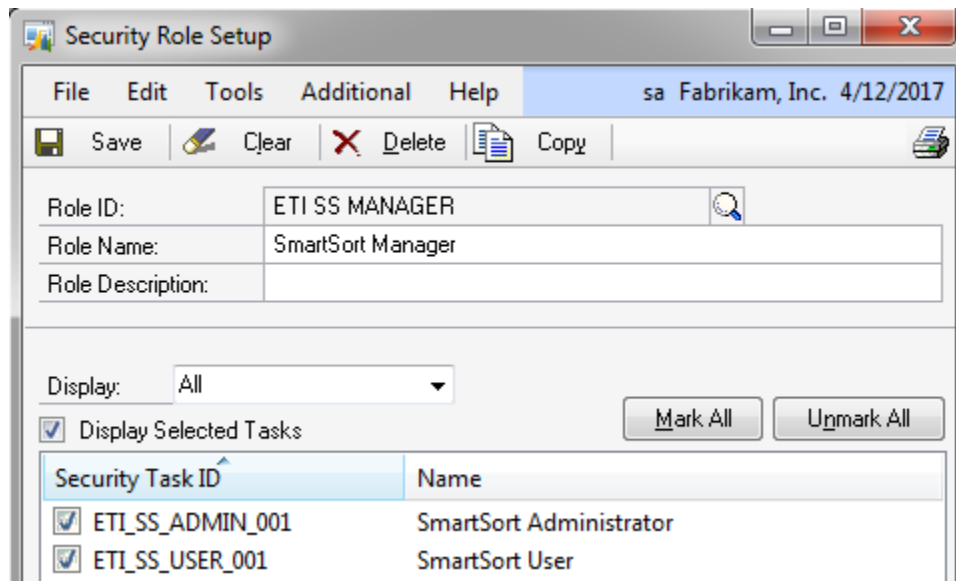 Security Role Setup
File Edit Tools Additional Help sa Fabrikam, Inc. 4/12/2017
Save Clear Delete Copy
Role ID: ETI SS MANAGER
Role Name: SmartSort Manager
Role Description:
Display: All
Display Selected Tasks Mark All Unmark All
Security Task ID Name
ETI_SS_ADMIN_001 SmartSort Administrator
ETI_SS_USER_001 SmartSort User